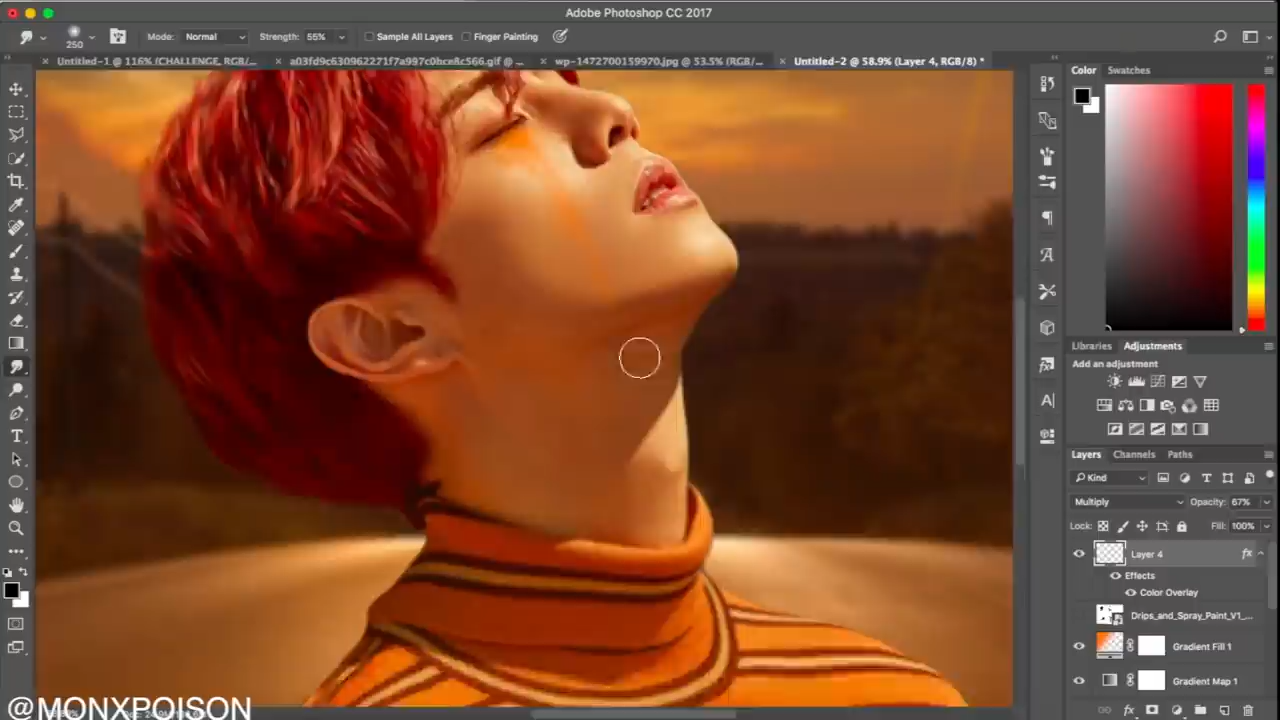 Adobe Photoshop CC 2017
250 Mode: Normal Strength: 55% Sample All Layers Finger Painting
Untitled-1 @ 116% (CHALLENGE, RGB/... a03fd9c630962271f7a997c0hce8c566.gif @ ... wp-1472700159970.jpg @ 53.5% (RGB/... Untitled-2 @ 58.9% (Layer 4, RGB/8) *
Color Swatches
Libraries Adjustments
Add an adjustment
Layers Channels Paths
Kind
Multiply Opacity: 67%
Lock: Fill: 100%
Layer 4 fx
Effects
Color Overlay
Drips_and_Spray_Paint_V1_...
Gradient Fill 1
Gradient Map 1
@MONXPOISON